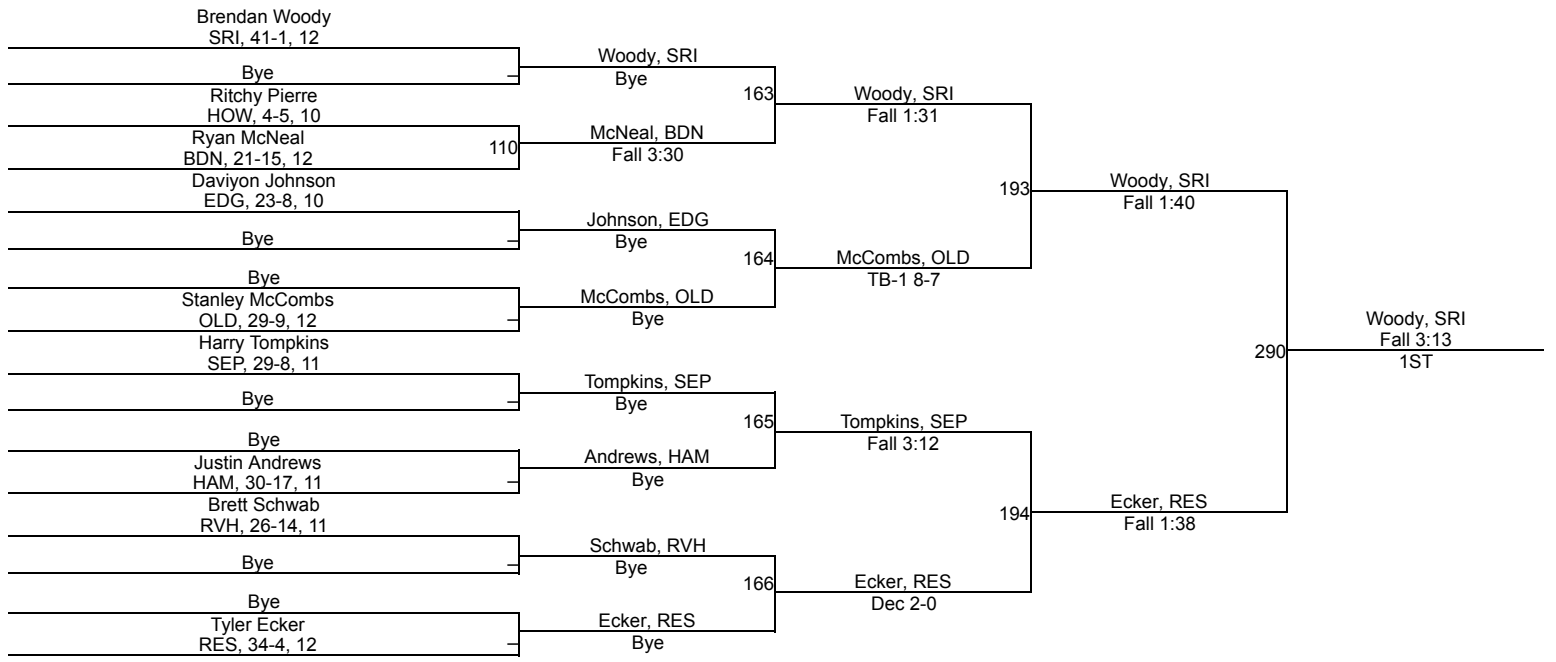 Brendan Woody
SRI, 41-1, 12
Bye
Ritchy Pierre
HOW, 4-5, 10
Ryan McNeal
BDN, 21-15, 12
Daviyon Johnson
EDG, 23-8, 10
Bye
Bye
Stanley McCombs
OLD, 29-9, 12
Harry Tompkins
SEP, 29-8, 11
Bye
Bye
Justin Andrews
HAM, 30-17, 11
Brett Schwab
RVH, 26-14, 11
Bye
Bye
Tyler Ecker
RES, 34-4, 12
–
110
–
–
–
–
–
–
Woody, SRI
Bye
McNeal, BDN
Fall 3:30
Johnson, EDG
Bye
McCombs, OLD
Bye
Tompkins, SEP
Bye
Andrews, HAM
Bye
Schwab, RVH
Bye
Ecker, RES
Bye
163
164
165
166
Woody, SRI
Fall 1:31
McCombs, OLD
TB-1 8-7
Tompkins, SEP
Fall 3:12
Ecker, RES
Dec 2-0
193
194
Woody, SRI
Fall 1:40
Ecker, RES
Fall 1:38
290
Woody, SRI
Fall 3:13
1ST